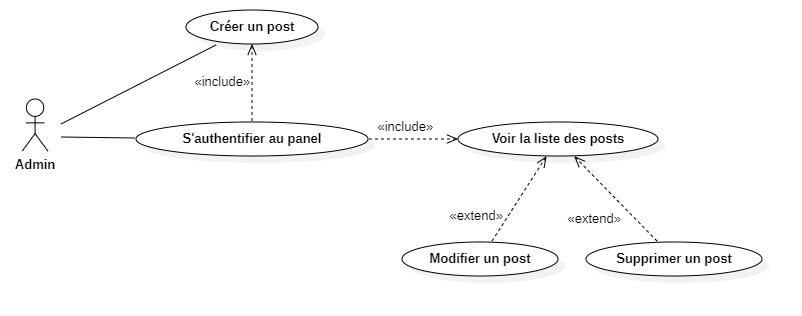 Créer un post
«include»
Admin
S'authentifier au panel
«include»
Voir la liste des posts
«extend»
«extend»
Modifier un post
Supprimer un post